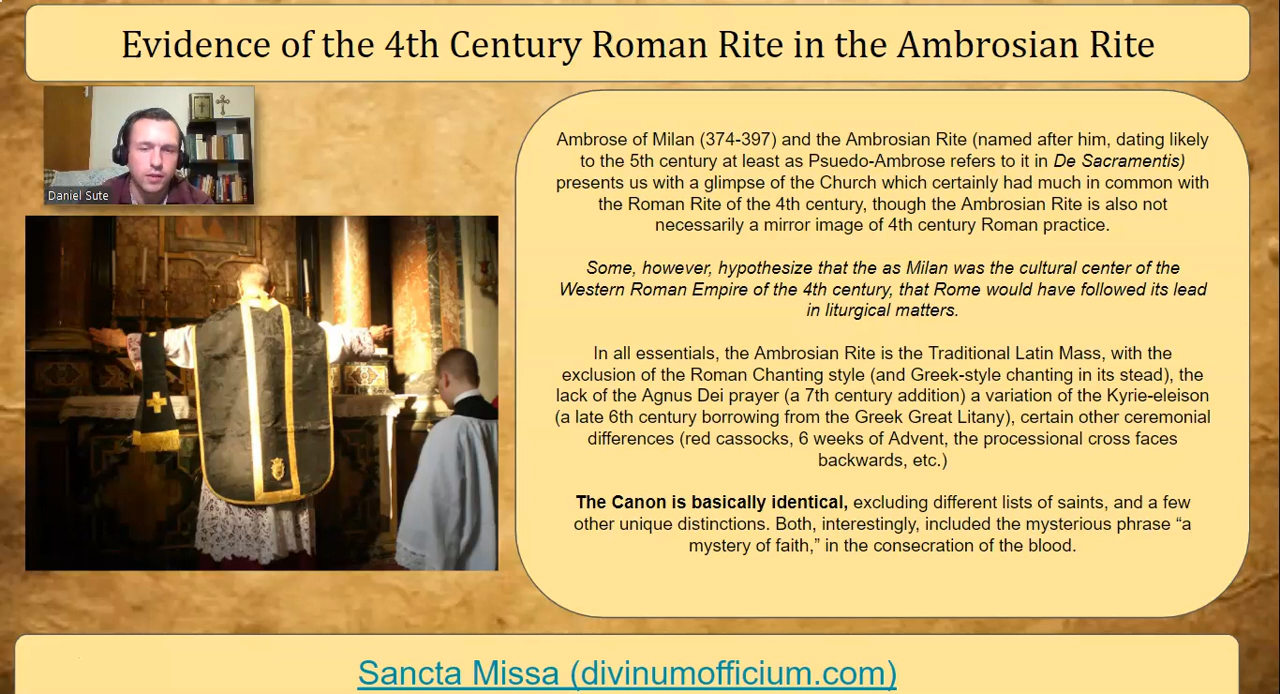 Evidence of the 4th Century Roman Rite in the Ambrosian Rite
Daniel Sute
Ambrose of Milan (374-397) and the Ambrosian Rite (named after him, dating likely
to the 5th century at least as Psuedo-Ambrose refers to it in De Sacramentis)
presents us with a glimpse of the Church which certainly had much in common with
the Roman Rite of the 4th century, though the Ambrosian Rite is also not
necessarily a mirror image of 4th century Roman practice.
Some, however, hypothesize that the as Milan was the cultural center of the
Western Roman Empire of the 4th century, that Rome would have followed its lead
in liturgical matters.
In all essentials, the Ambrosian Rite is the Traditional Latin Mass, with the
exclusion of the Roman Chanting style (and Greek-style chanting in its stead), the
lack of the Agnus Dei prayer (a 7th century addition) a variation of the Kyrie-eleison
(a late 6th century borrowing from the Greek Great Litany), certain other ceremonial
differences (red cassocks, 6 weeks of Advent, the processional cross faces
backwards, etc.)
The Canon is basically identical, excluding different lists of saints, and a few
other unique distinctions. Both, interestingly, included the mysterious phrase “a
mystery of faith,” in the consecration of the blood.
Sancta Missa (divinumofficium.com)